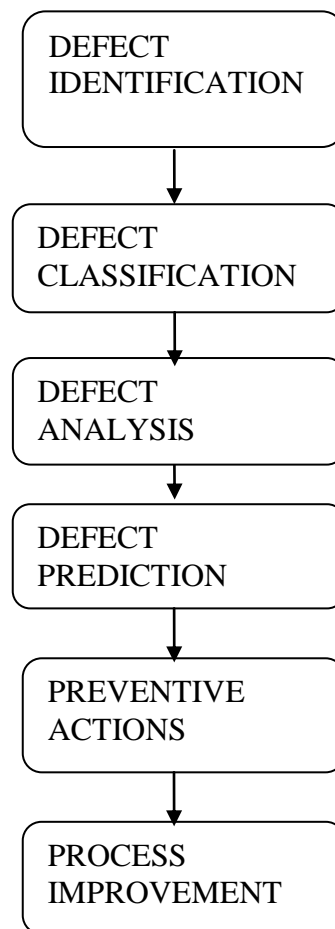 DEFECT
IDENTIFICATION
DEFECT
CLASSIFICATION
DEFECT
ANALYSIS
DEFECT
PREDICTION
PREVENTIVE
ACTIONS
PROCESS
IMPROVEMENT